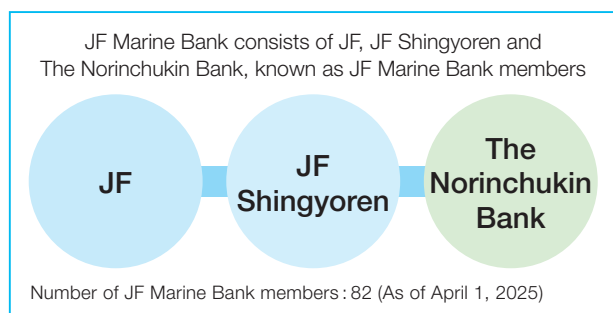 JF Marine Bank consists of JF, JF Shingyoren and
The Norinchukin Bank, known as JF Marine Bank members
JF
JF
Shingyoren
The
Norinchukin
Bank
Number of JF Marine Bank members : 82 (As of April 1, 2025)